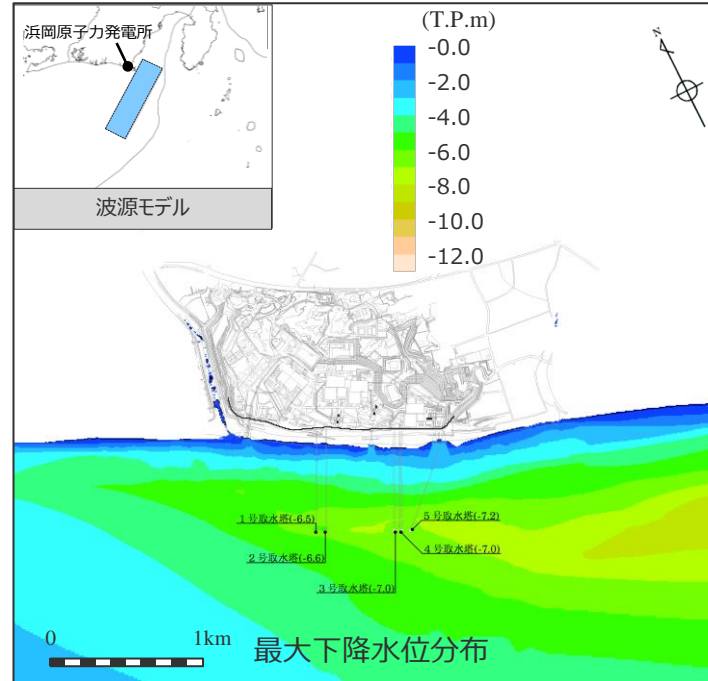 浜岡原子力発電所
波源モデル
(T.P.m)
-0.0
-2.0
-4.0
-6.0
-8.0
-10.0
-12.0
N
1号取水塔(-6.5)
2号取水塔(-6.6)
3号取水塔(-7.0)
4号取水塔(-7.0)
5号取水塔(-7.2)
0 1km
最大下降水位分布